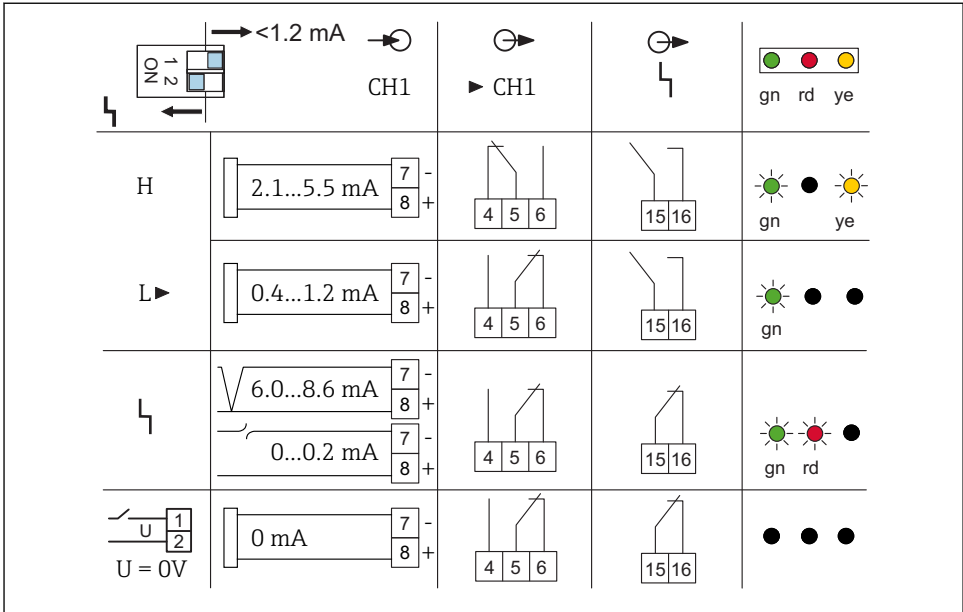 <1.2 mA
1 2
ON
CH1
► CH1
gn rd ye
H
2.1...5.5 mA
7 -
8 +
4 5 6
15 16
gn ye
L►
0.4...1.2 mA
7 -
8 +
4 5 6
15 16
gn
6.0...8.6 mA
7 -
8 +
0...0.2 mA
7 -
8 +
4 5 6
15 16
gn rd
U
1
2
U = 0V
0 mA
7 -
8 +
4 5 6
15 16